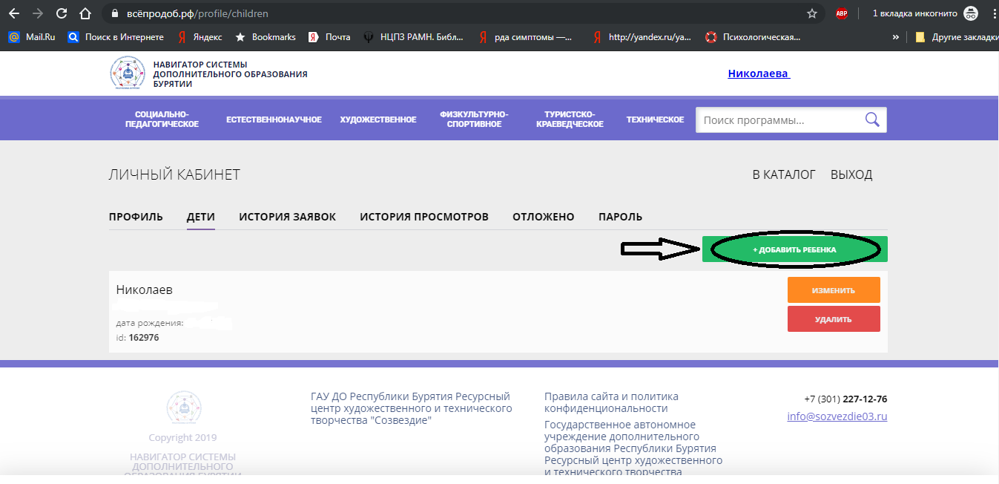 всёпродоб.рф/profile/children
ABP
1 вкладка инкогнито
Mail.Ru
Поиск в Интернете
Яндекс
Bookmarks
Почта
НЦПЗ РАМН. Библ...
рда симптомы —...
http://yandex.ru/ya...
Психологическая...
»
Другие закладки
НАВИГАТОР СИСТЕМЫ
ДОПОЛНИТЕЛЬНОГО ОБРАЗОВАНИЯ
БУРЯТИИ
Николаева
СОЦИАЛЬНО-
ПЕДАГОГИЧЕСКОЕ
ЕСТЕСТВЕННОНАУЧНОЕ
ХУДОЖЕСТВЕННОЕ
ФИЗКУЛЬТУРНО-
СПОРТИВНОЕ
ТУРИСТСКО-
КРАЕВЕДЧЕСКОЕ
ТЕХНИЧЕСКОЕ
Поиск программы...
ЛИЧНЫЙ КАБИНЕТ
В КАТАЛОГ
ВЫХОД
ПРОФИЛЬ
ДЕТИ
ИСТОРИЯ ЗАЯВОК
ИСТОРИЯ ПРОСМОТРОВ
ОТЛОЖЕНО
ПАРОЛЬ
+ ДОБАВИТЬ РЕБЕНКА
Николаев
ИЗМЕНИТЬ
УДАЛИТЬ
дата рождения:
id: 162976
ГАУ ДО Республики Бурятия Ресурсный
центр художественного и технического
творчества "Созвездие"
Правила сайта и политика
конфиденциальности
Государственное автономное
учреждение дополнительного
образования Республики Бурятия
Ресурсный центр художественного
и технического творчества
+7 (301) 227-12-76
info@sozvezdie03.ru
Copyright 2019
НАВИГАТОР СИСТЕМЫ
ДОПОЛНИТЕЛЬНОГО
ОБРАЗОВАНИЯ БУРЯТИИ